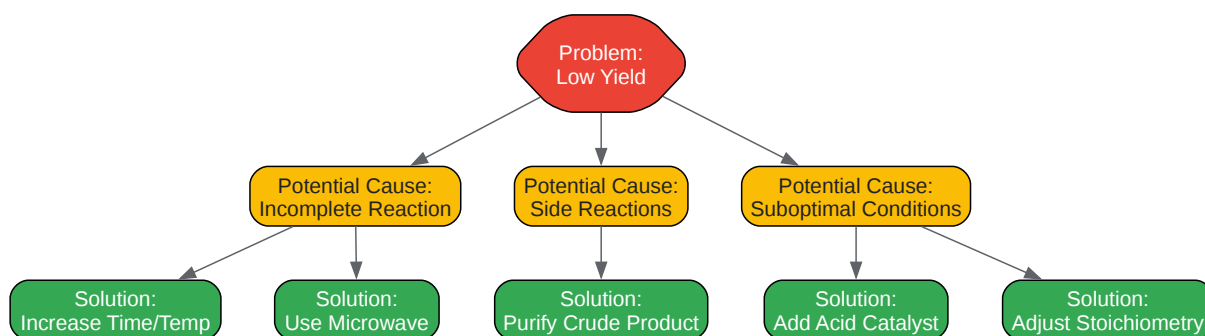 Problem:
Low Yield
Potential Cause:
Incomplete Reaction
Potential Cause:
Side Reactions
Potential Cause:
Suboptimal Conditions
Solution:
Increase Time/Temp
Solution:
Use Microwave
Solution:
Purify Crude Product
Solution:
Add Acid Catalyst
Solution:
Adjust Stoichiometry